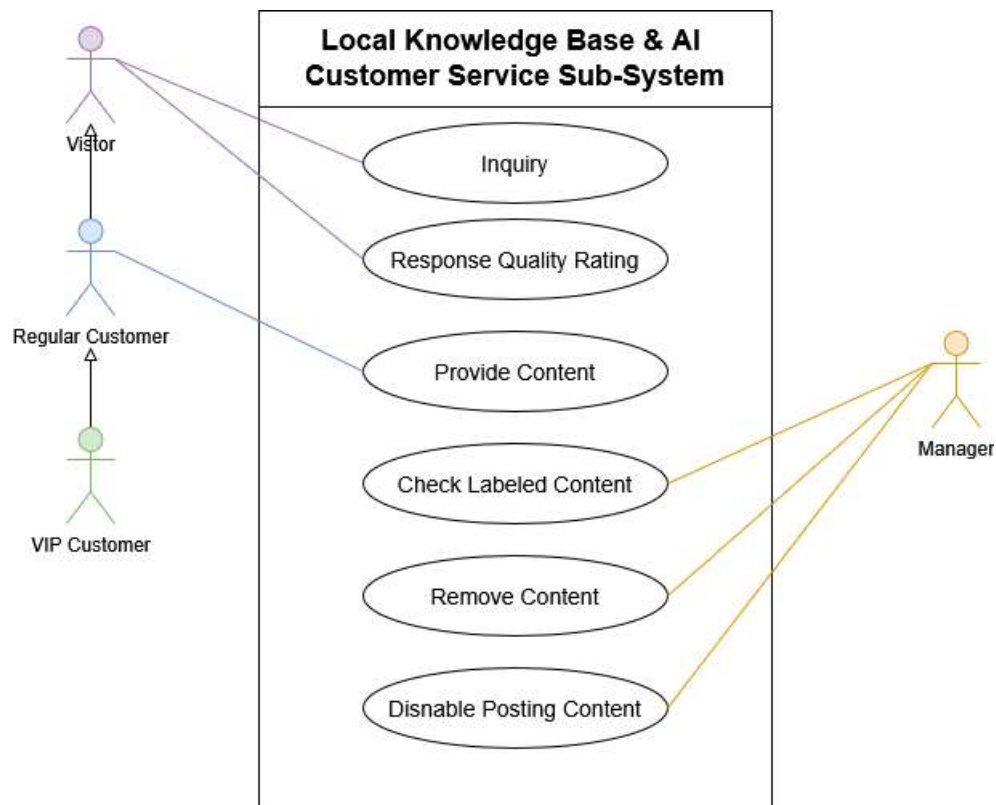 Local Knowledge Base & AI
Customer Service Sub-System
Vistor
Inquiry
Response Quality Rating
Regular Customer
Provide Content
Manager
Check Labeled Content
VIP Customer
Remove Content
Disnable Posting Content